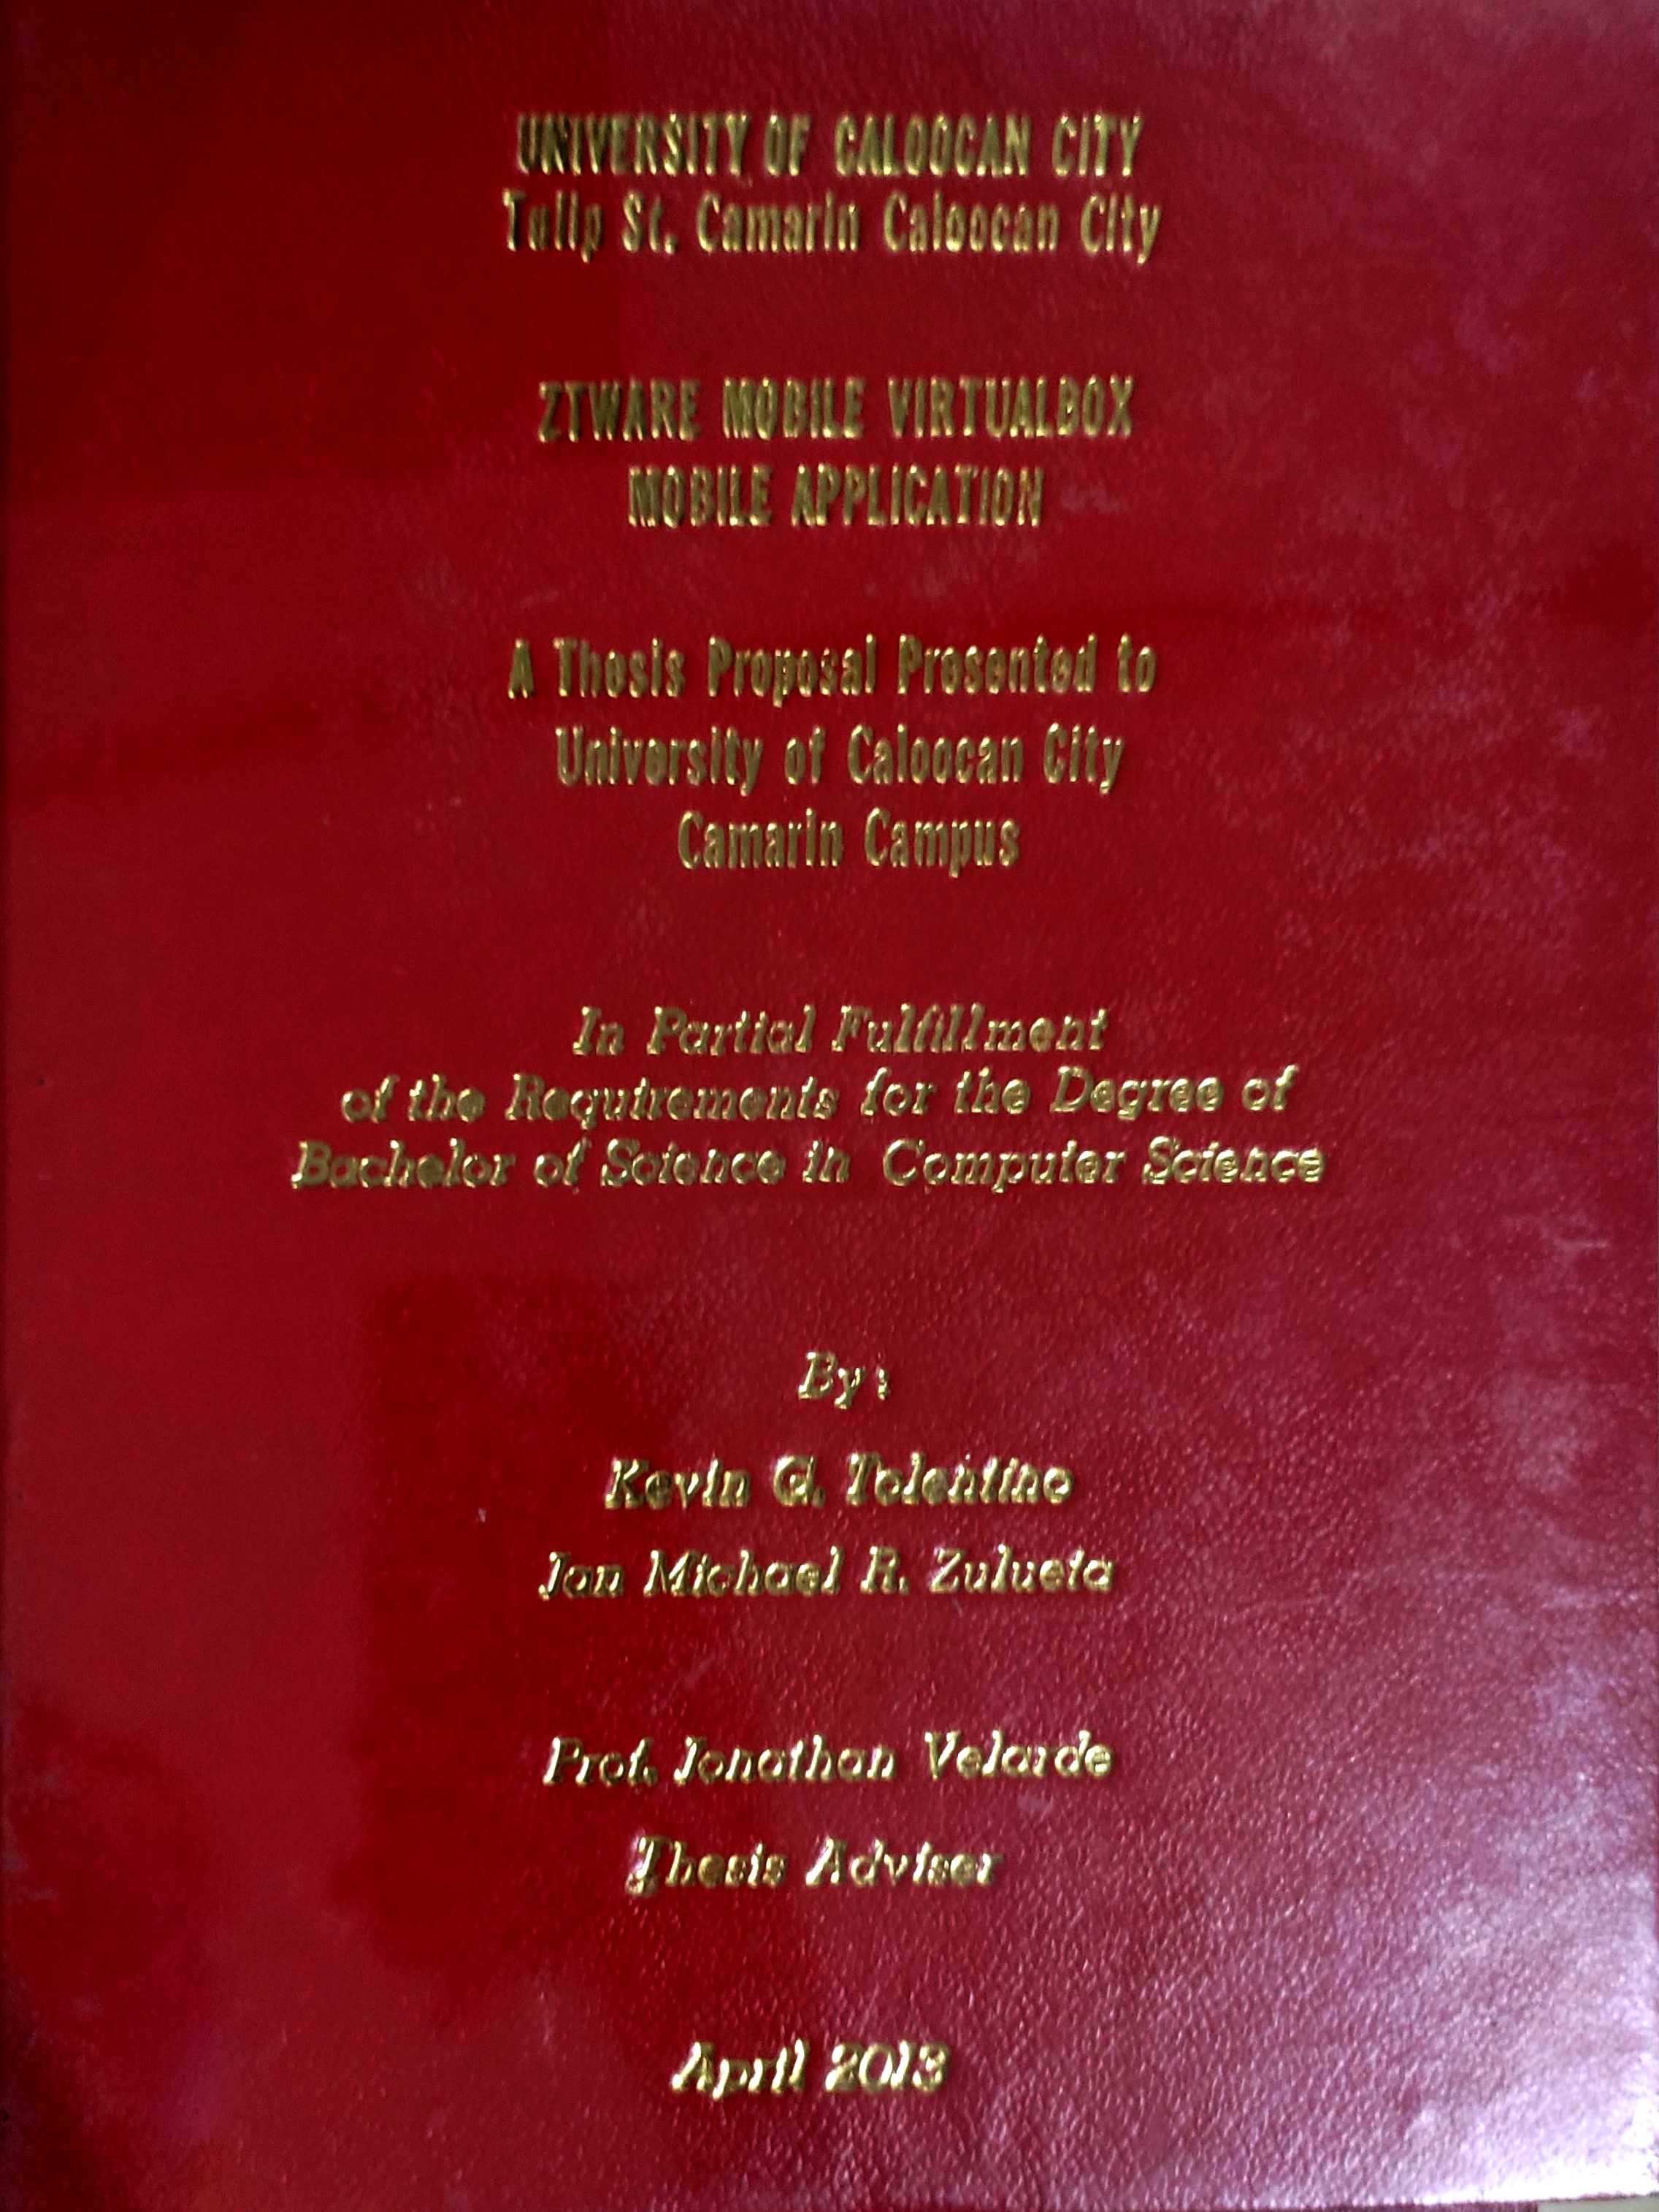 UNIVERSITY OF CALOOCAN CITY
Tulip St. Camarin Caloocan City
ZTWARE MOBILE VIRTUALBOX
MOBILE APPLICATION
A Thesis Proposal Presented to
University of Caloocan City
Camarin Campus
In Partial Fulfillment
of the Requirements for the Degree of
Bachelor of Science in Computer Science
By:
Kevin G. Tolentino
Jan Michael R. Zulueta
Prof. Jonathan Velarde
Thesis Adviser
April 2013